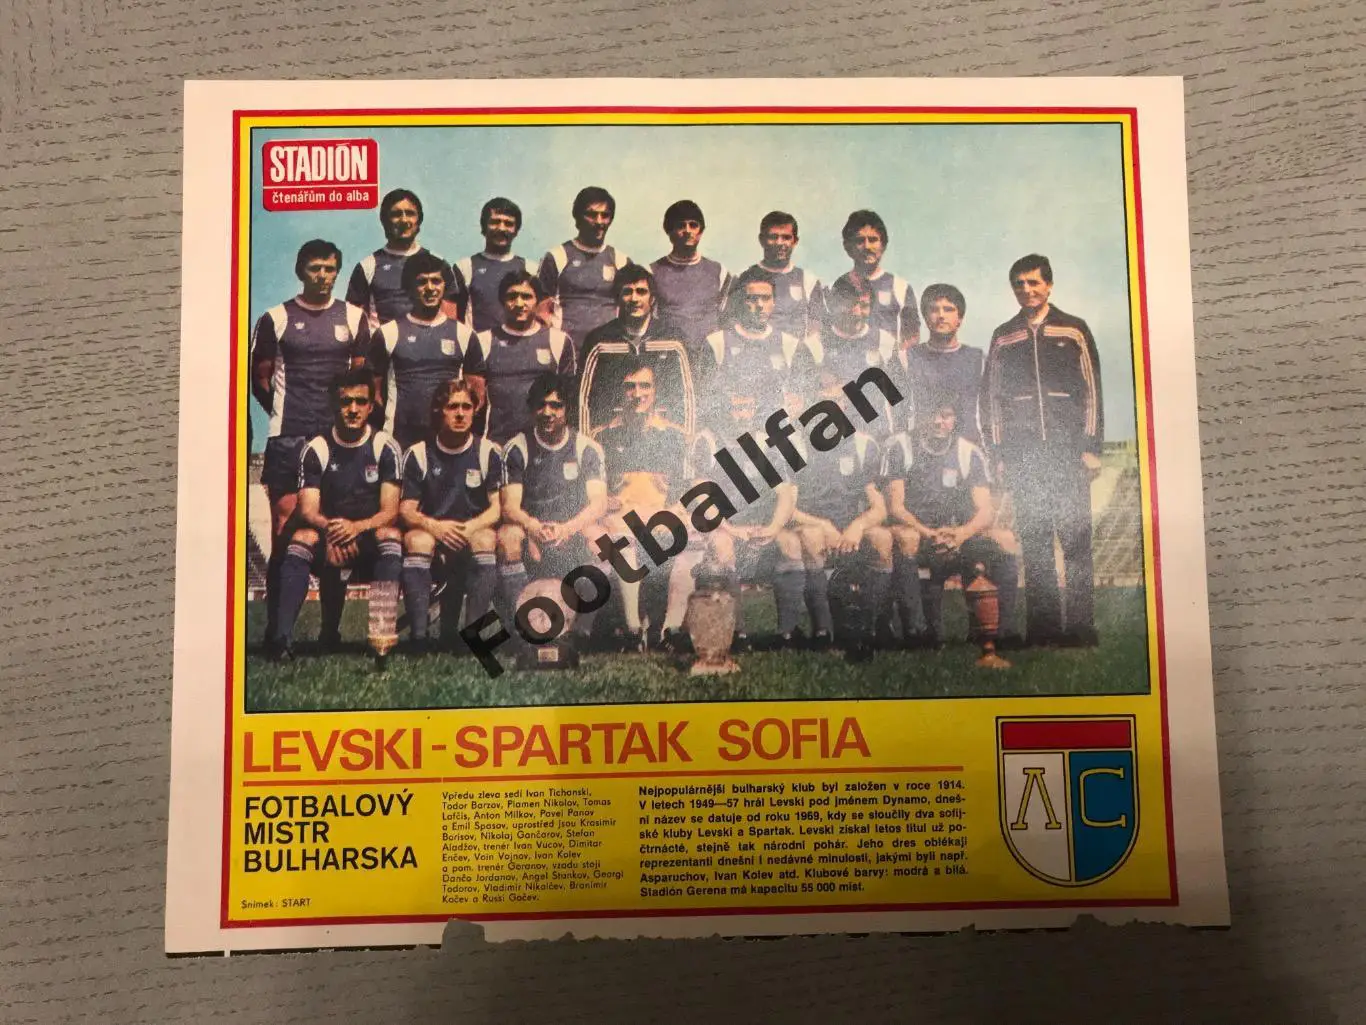 STADIÓN
čtenářům do alba
Footballfan
LEVSKI-SPARTAK SOFIA
FOTBALOVÝ
MISTR
BULHARSKA
Snímek: START
Vpředu zleva sedí Ivan Tichanski,
Todor Barzov, Plamen Nikolov, Tomas
Lafčis, Anton Milkov, Pavel Panov
a Emil Spasov, uprostřed jsou Krasimir
Borisov, Nikolaj Gančarov, Stefan
Aladžov, trenér Ivan Vucov, Dimitar
Enčev, Voin Vojnov, Ivan Kolev
a pom. trenér Goranov, vzadu stojí
Dančo Jordanov, Angel Stankov, Georgi
Todorov, Vladimir Nikolčev, Branimir
Kočev a Russi Gočev.
Nejpopulárnější bulharský klub byl založen v roce 1914.
V letech 1949—57 hrál Levski pod jménem Dynamo, dneš-
ní název se datuje od roku 1969, kdy se sloučily dva sofij-
ské kluby Levski a Spartak. Levski získal letos titul už po-
čtrnácté, stejně tak národní pohár. Jeho dres oblékají
reprezentanti dnešní i nedávné minulosti, jakými byli např.
Asparuchov, Ivan Kolev atd. Klubové barvy: modrá a bílá.
Stadión Gerena má kapacitu 55 000 míst.
Λ C